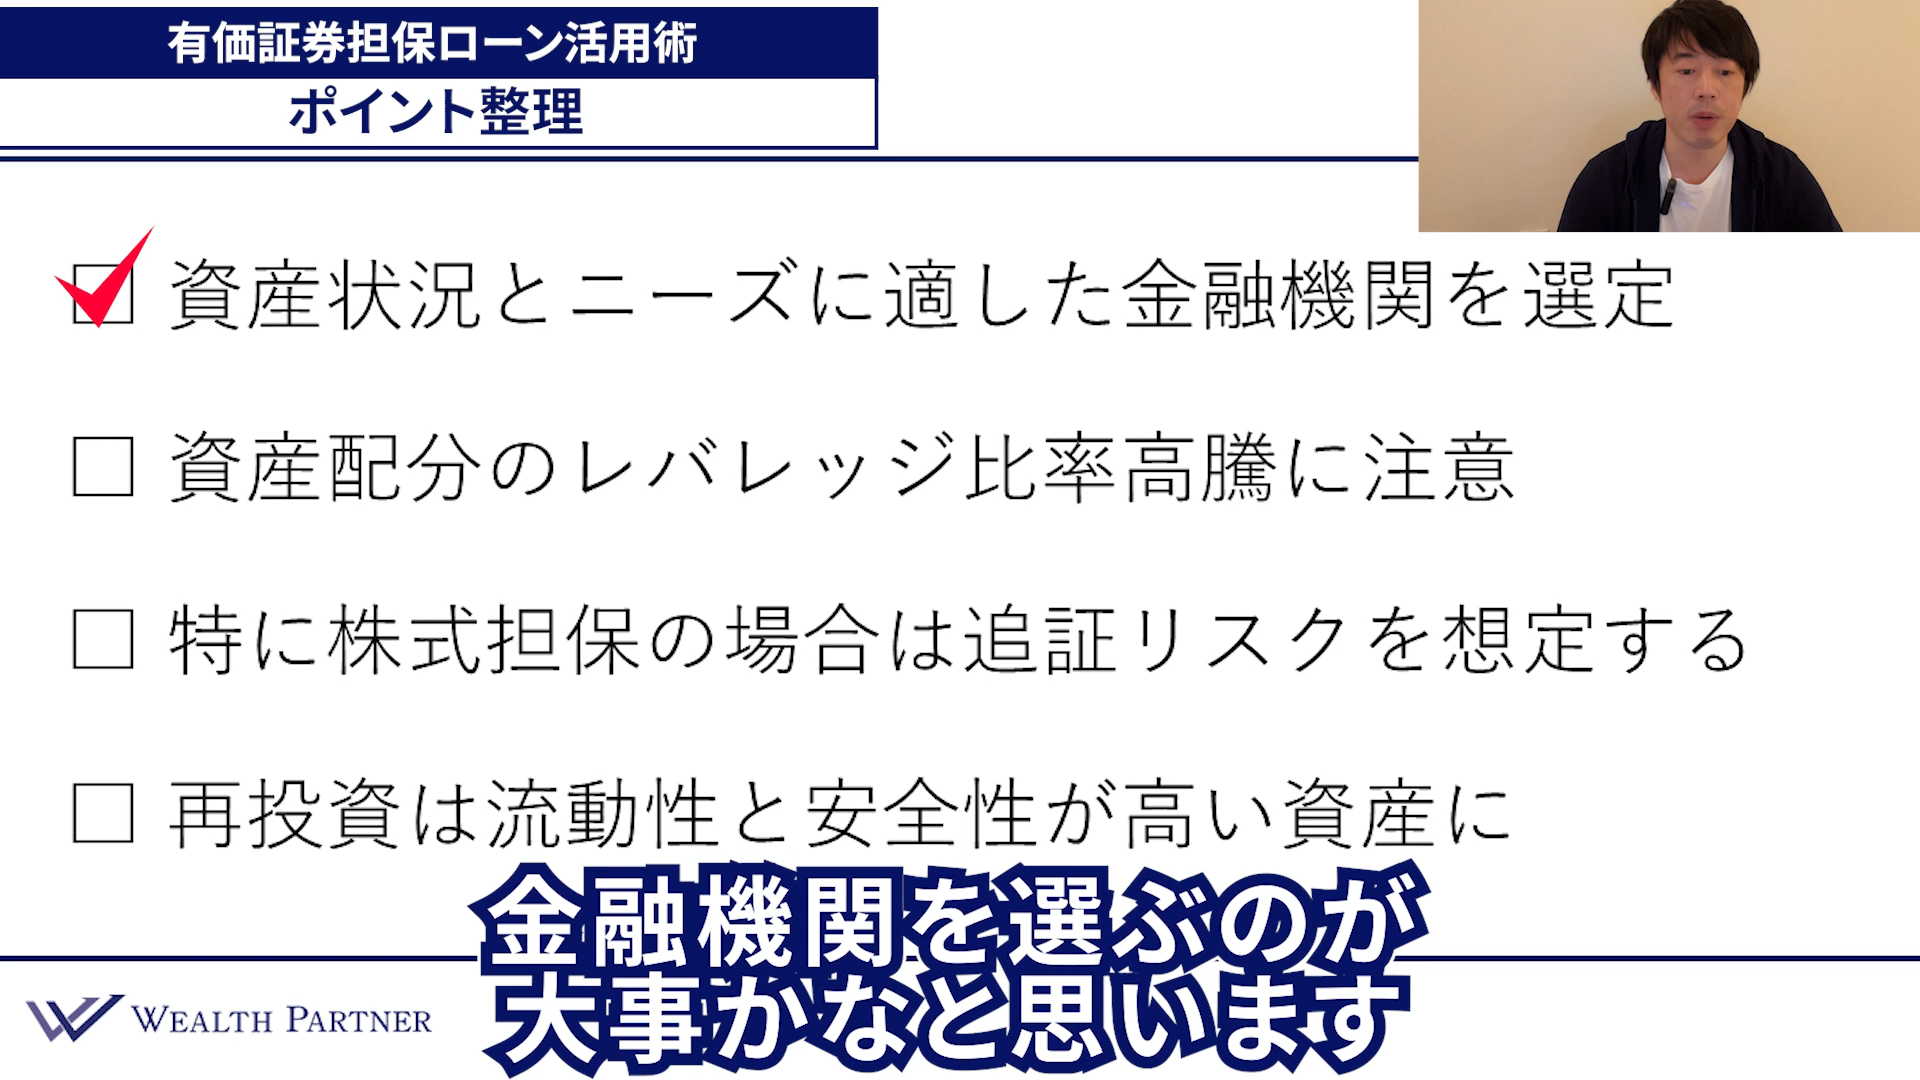 有価証券担保ローン活用術
ポイント整理
資産状況とニーズに適した金融機関を選定
資産配分のレバレッジ比率高騰に注意
特に株式担保の場合は追証リスクを想定する
再投資は流動性と安全性が高い資産に
金融機関を選ぶのが
大事かなと思います
WEALTH PARTNER